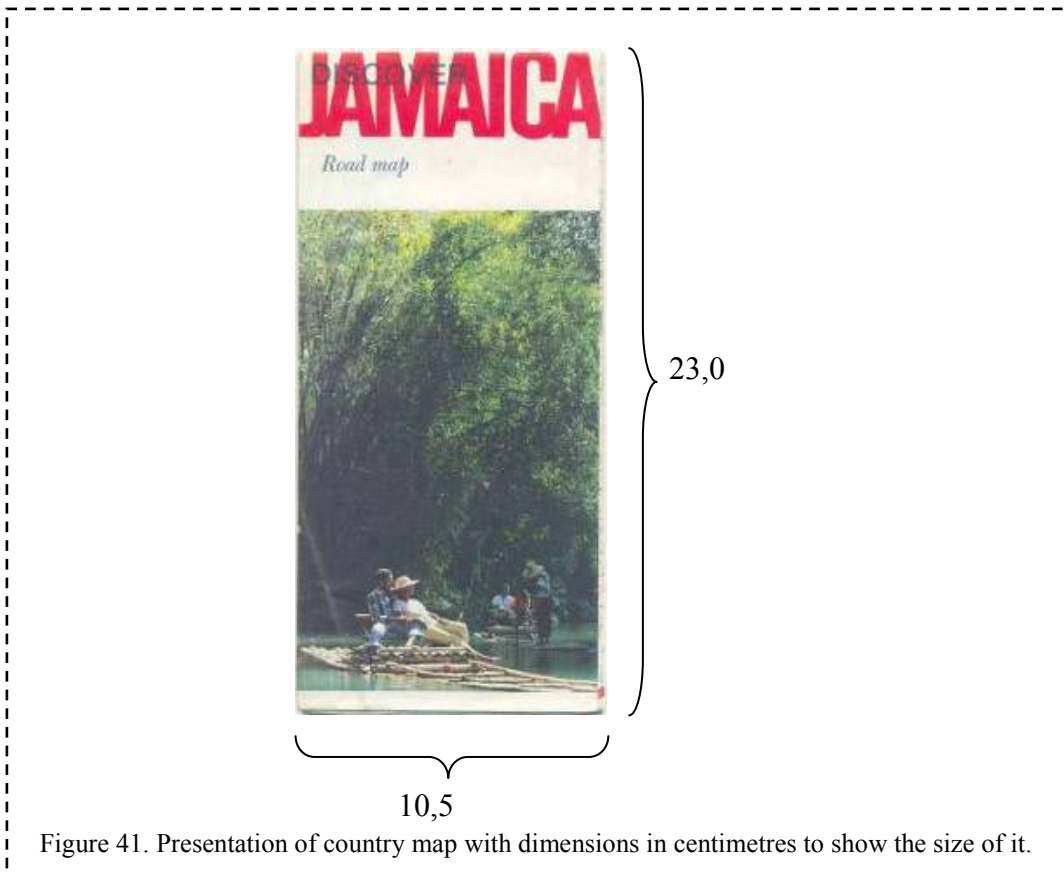 DISCOVER
JAMAICA
Road map
23,0
10,5
Figure 41. Presentation of country map with dimensions in centimetres to show the size of it.